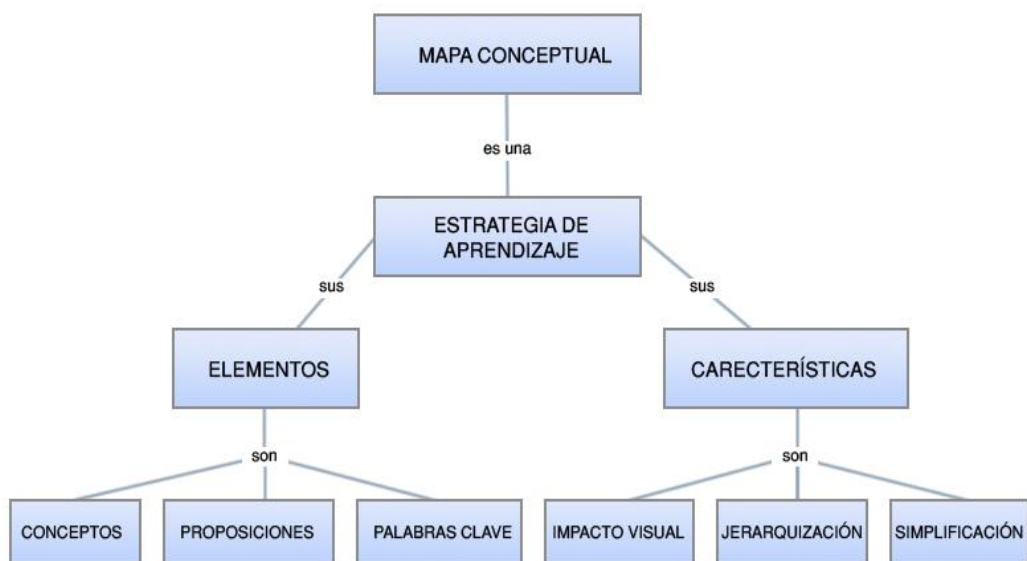 MAPA CONCEPTUAL
es una
ESTRATEGIA DE
APRENDIZAJE
sus
sus
ELEMENTOS
CARECTERÍSTICAS
son
son
CONCEPTOS
PROPOSICIONES
PALABRAS CLAVE
IMPACTO VISUAL
JERARQUIZACIÓN
SIMPLIFICACIÓN